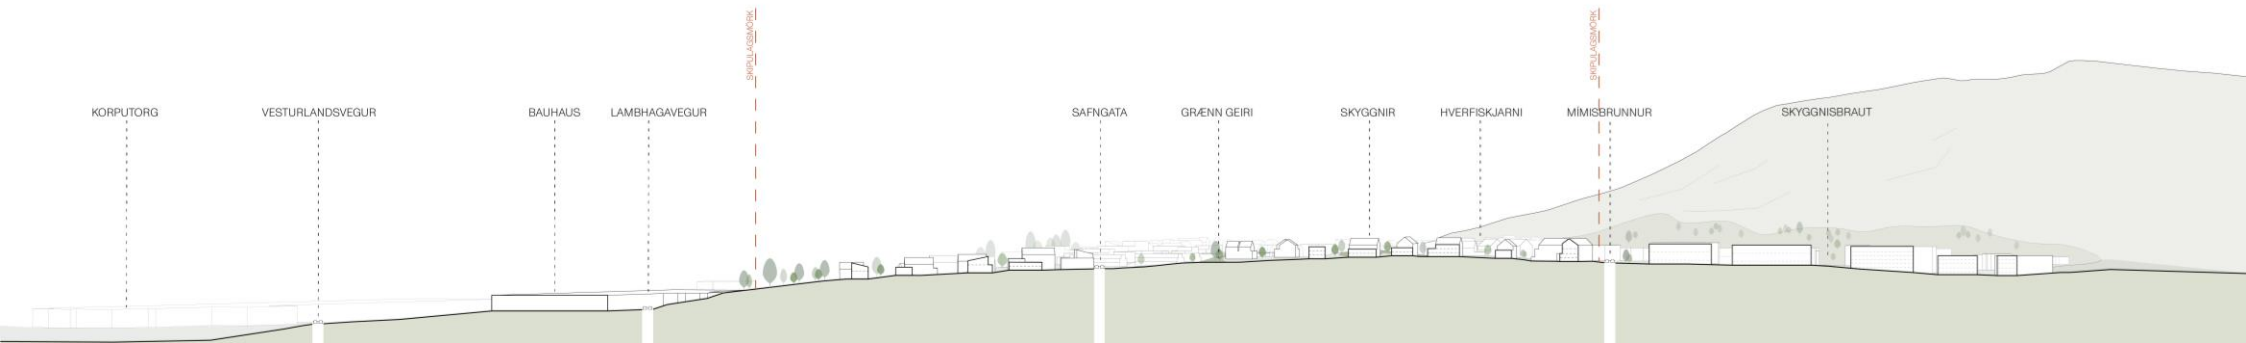 SKIPULAGSMÖRK
SKIPULAGSMÖRK
KORPUTORG
VESTURLANDSVEGUR
BAUHAUS
LAMBHAGAVEGUR
SAFNGATA
GRÆNN GEIRI
SKYGGNIR
HVERFISKJARNI
MÍMISBRUNNUR
SKYGGNISBRAUT